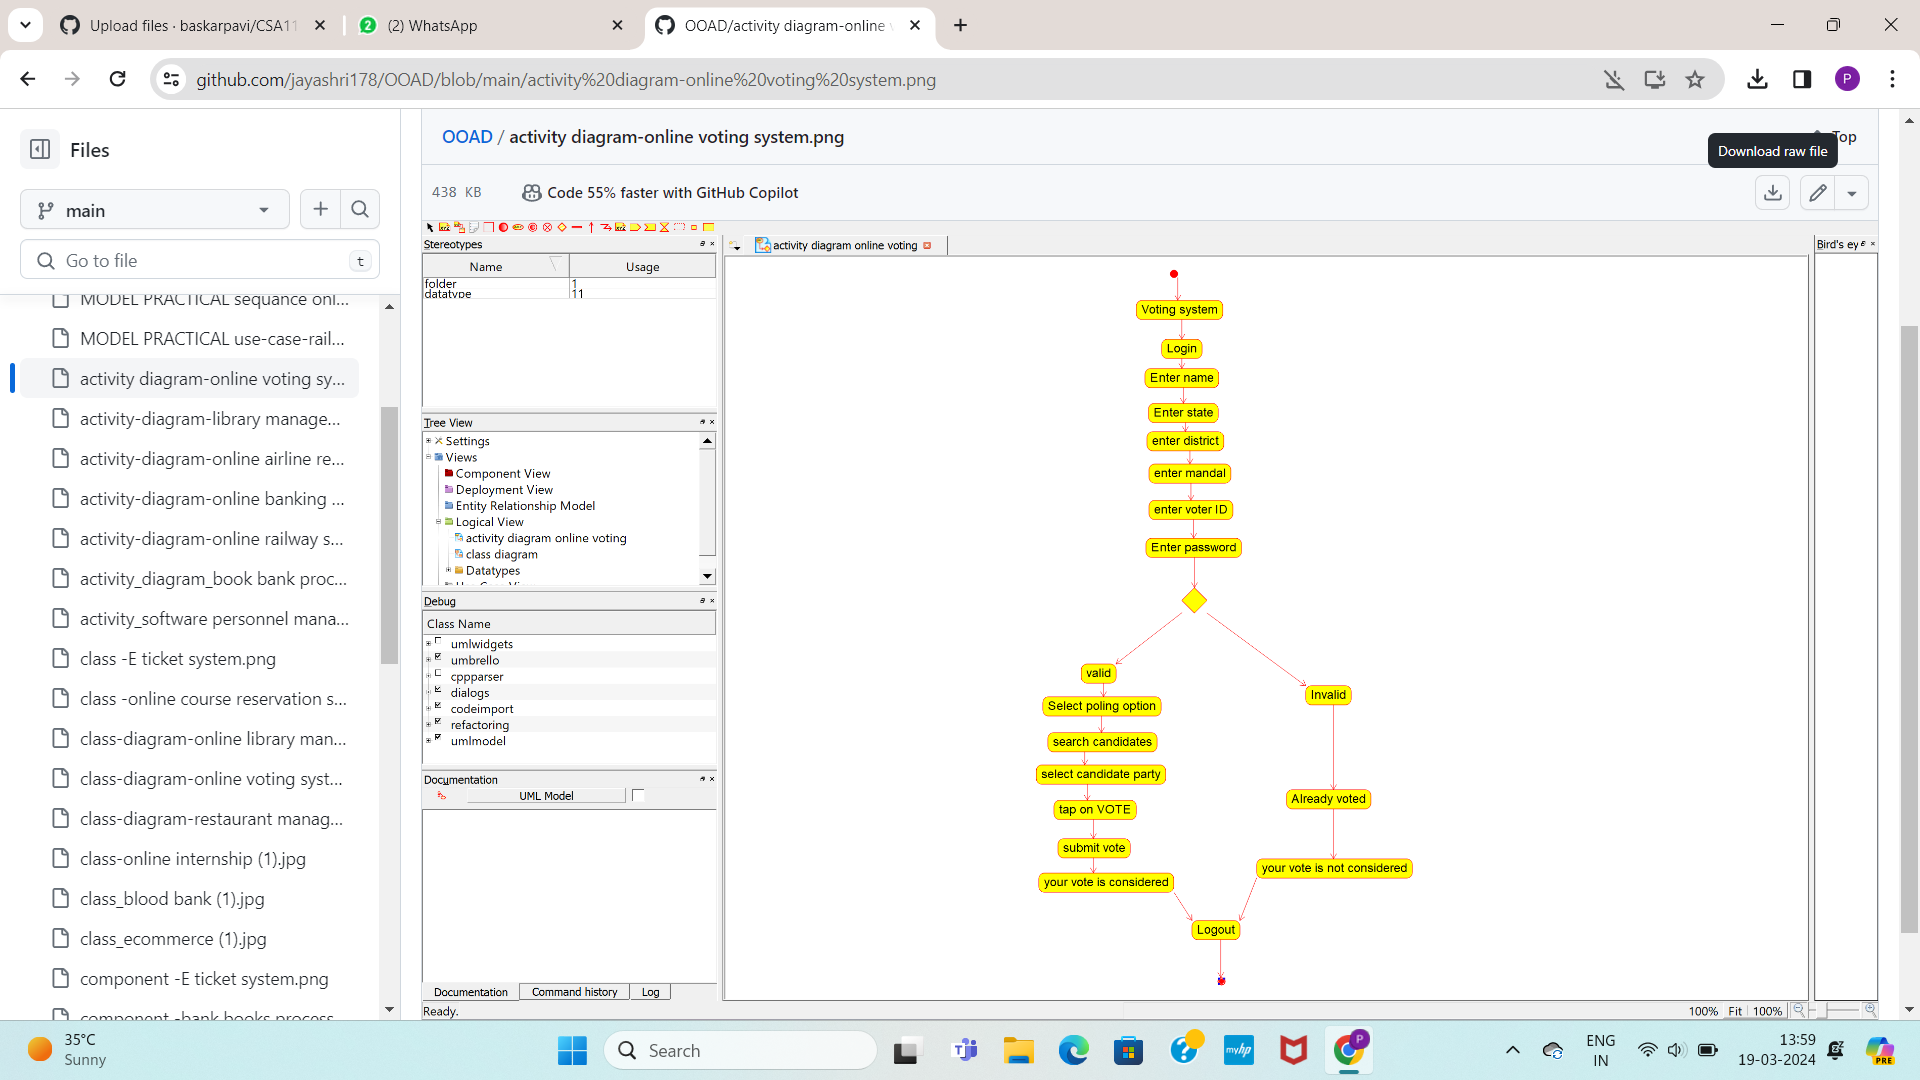 Upload files · baskarpavi/CSA11
(2) WhatsApp
OOAD/activity diagram-online v
github.com/jayashri178/OOAD/blob/main/activity%20diagram-online%20voting%20system.png
P
Files
OOAD / activity diagram-online voting system.png
Top
Download raw file
438 KB
Code 55% faster with GitHub Copilot
main
Go to file
t
MODEL PRACTICAL sequance onl...
MODEL PRACTICAL use-case-rail...
activity diagram-online voting sy...
activity-diagram-library manage...
activity-diagram-online airline re...
activity-diagram-online banking ...
activity-diagram-online railway s...
activity_diagram_book bank proc...
activity_software personnel mana...
class -E ticket system.png
class -online course reservation s...
class-diagram-online library man...
class-diagram-online voting syst...
class-diagram-restaurant manag...
class-online internship (1).jpg
class_blood bank (1).jpg
class_ecommerce (1).jpg
component -E ticket system.png
component -bank books process
Stereotypes
Name
Usage
folder
1
datatype
11
Tree View
Settings
Views
Component View
Deployment View
Entity Relationship Model
Logical View
activity diagram online voting
class diagram
Datatypes
Debug
Class Name
umlwidgets
umbrello
cppparser
dialogs
codeimport
refactoring
umlmodel
Documentation
UML Model
Documentation
Command history
Log
Ready.
activity diagram online voting
Bird's ey
Voting system
Login
Enter name
Enter state
enter district
enter mandal
enter voter ID
Enter password
valid
Invalid
Select poling option
search candidates
select candidate party
tap on VOTE
submit vote
your vote is considered
Already voted
your vote is not considered
Logout
100%
Fit
100%
35°C
Sunny
Search
myhp
P
ENG
IN
13:59
19-03-2024
PRE